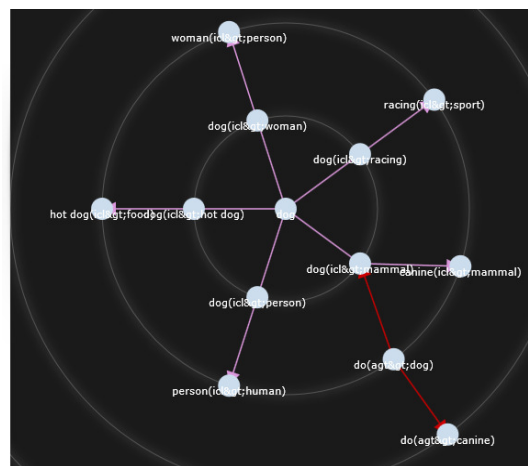 woman(icl&gt;person)
racing(icl&gt;sport)
dog(icl&gt;woman)
dog(icl&gt;racing)
hot dog(icl&gt;food)
dog(icl&gt;hot dog)
dog
dog(icl&gt;mammal)
canine(icl&gt;mammal)
dog(icl&gt;person)
do(agt&gt;dog)
person(icl&gt;human)
do(agt&gt;canine)